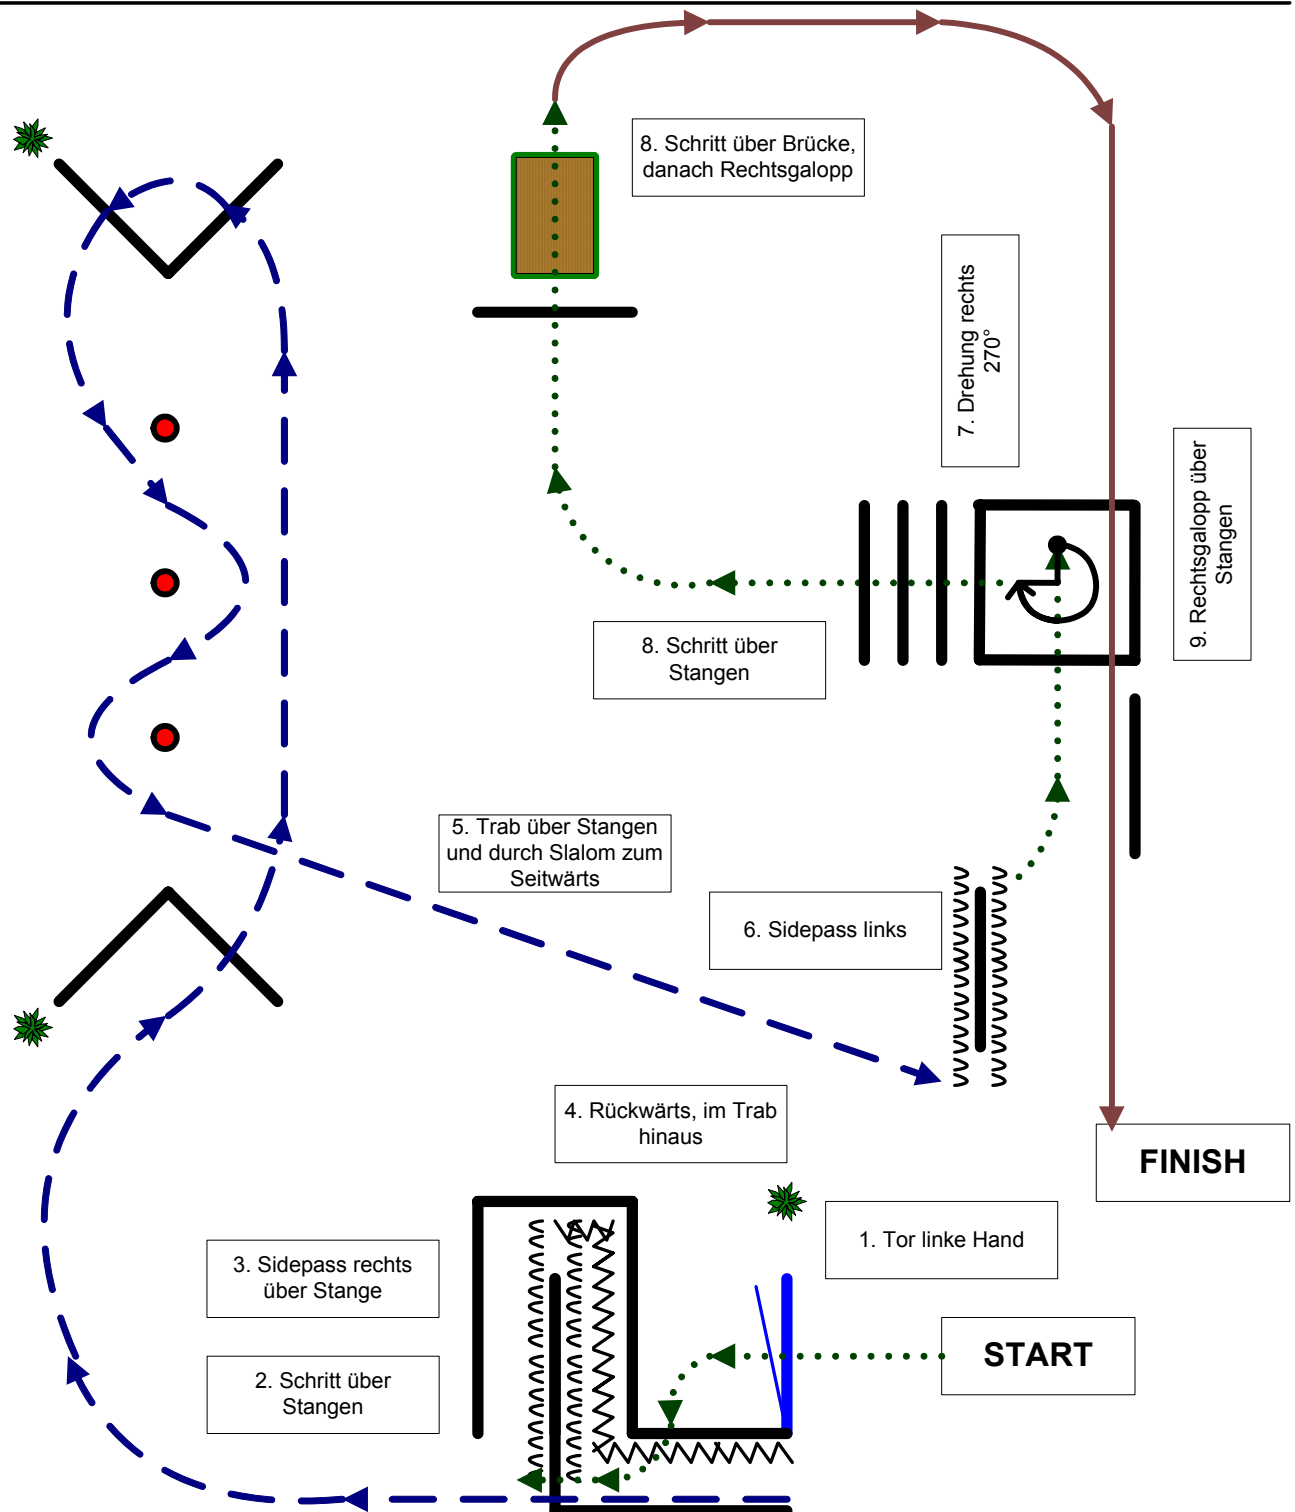 8. Schritt über Brücke,
danach Rechtsgalopp
7. Drehung rechts
270°
9. Rechtsgalopp über
Stangen
8. Schritt über
Stangen
5. Trab über Stangen
und durch Slalom zum
Seitwärts
6. Sidepass links
4. Rückwärts, im Trab
hinaus
FINISH
1. Tor linke Hand
3. Sidepass rechts
über Stange
START
2. Schritt über
Stangen